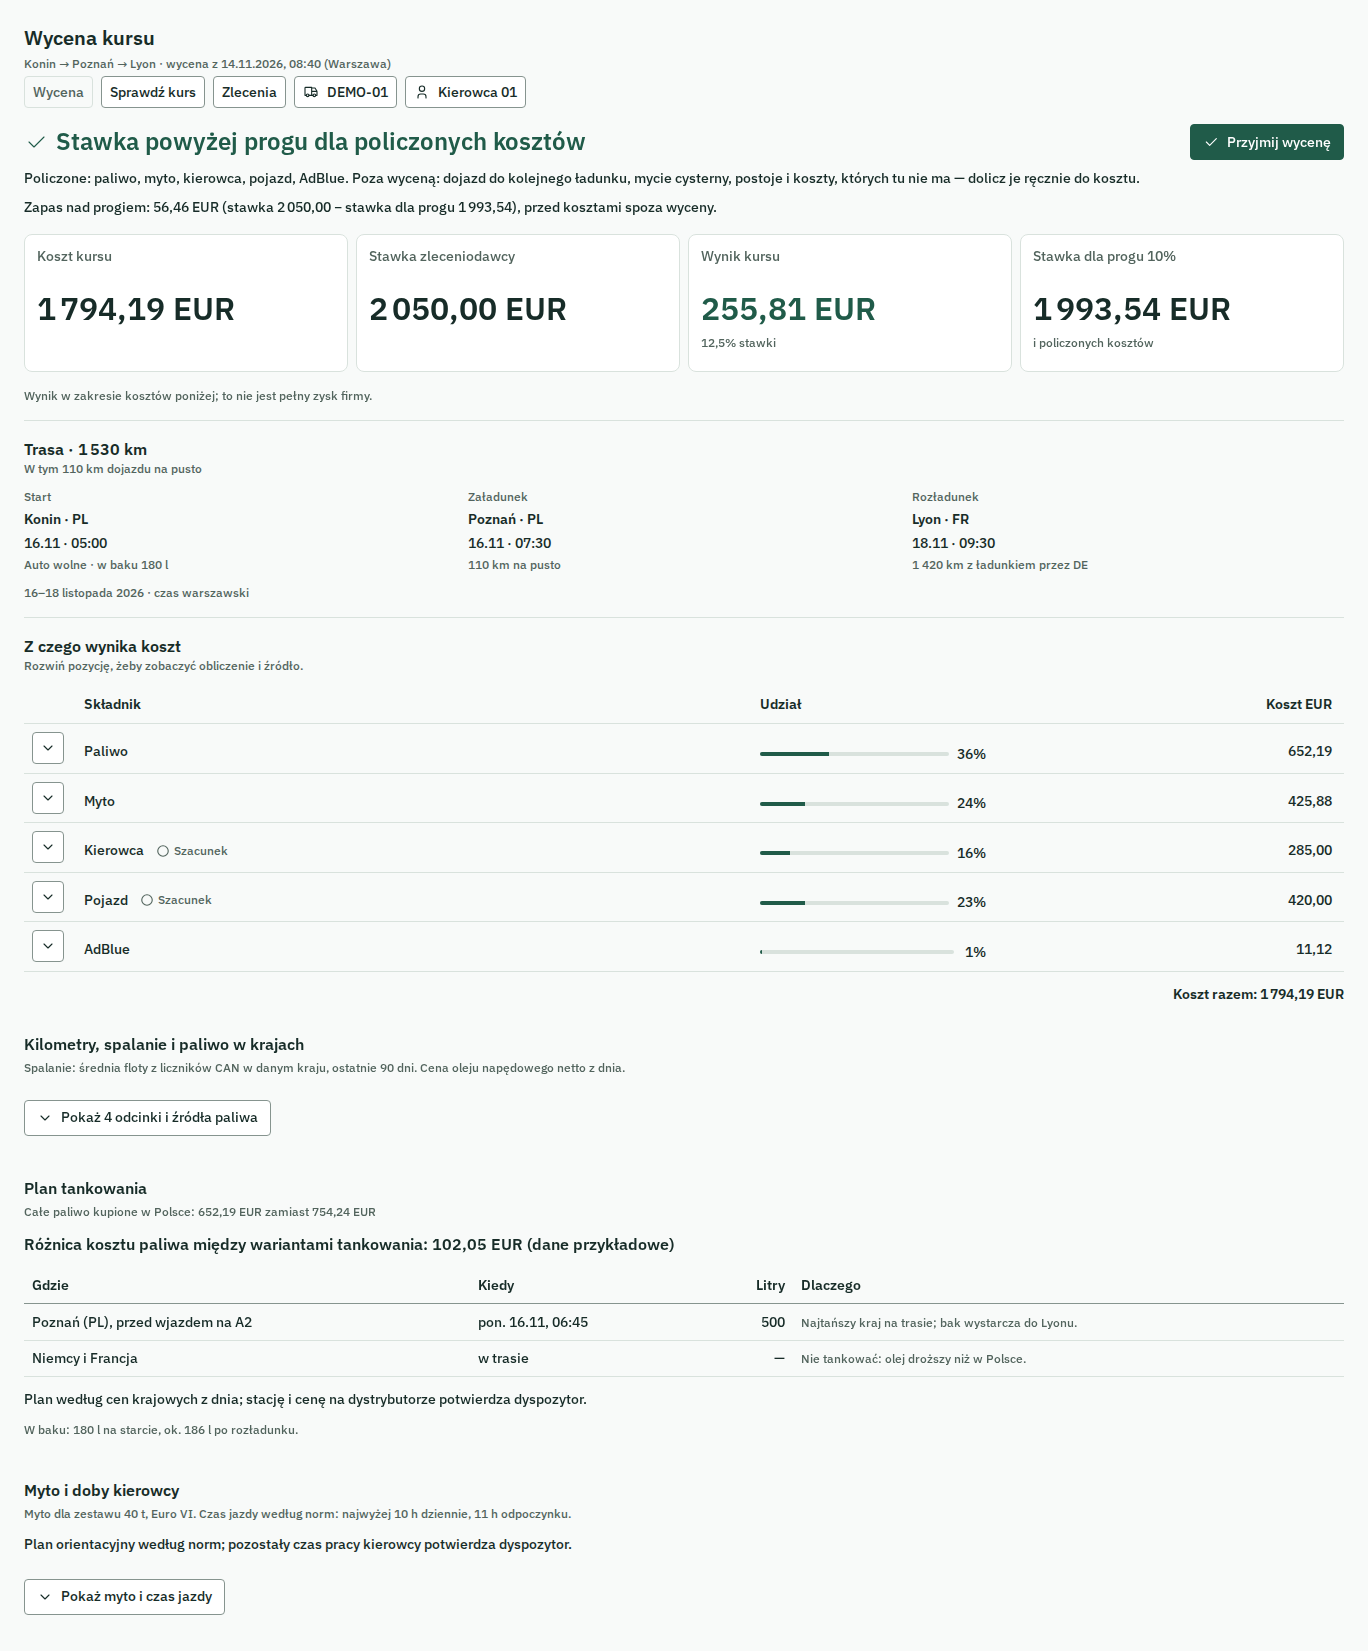 Wycena kursu
Konin → Poznań → Lyon · wycena z 14.11.2026, 08:40 (Warszawa)
Wycena
Sprawdź kurs
Zlecenia
DEMO-01
Kierowca 01
Stawka powyżej progu dla policzonych kosztów
Przyjmij wycenę
Policzone: paliwo, myto, kierowca, pojazd, AdBlue. Poza wyceną: dojazd do kolejnego ładunku, mycie cysterny, postoje i koszty, których tu nie ma — dolicz je ręcznie do kosztu.
Zapas nad progiem: 56,46 EUR (stawka 2 050,00 – stawka dla progu 1 993,54), przed kosztami spoza wyceny.
Koszt kursu
1 794,19 EUR
Stawka zleceniodawcy
2 050,00 EUR
Wynik kursu
255,81 EUR
12,5% stawki
Stawka dla progu 10%
1 993,54 EUR
i policzonych kosztów
Wynik w zakresie kosztów poniżej; to nie jest pełny zysk firmy.
Trasa · 1 530 km
W tym 110 km dojazdu na pusto
Start
Konin · PL
16.11 · 05:00
Auto wolne · w baku 180 l
Załadunek
Poznań · PL
16.11 · 07:30
110 km na pusto
Rozładunek
Lyon · FR
18.11 · 09:30
1 420 km z ładunkiem przez DE
16–18 listopada 2026 · czas warszawski
Z czego wynika koszt
Rozwiń pozycję, żeby zobaczyć obliczenie i źródło.
Składnik Udział Koszt EUR
Paliwo 36% 652,19
Myto 24% 425,88
Kierowca Szacunek 16% 285,00
Pojazd Szacunek 23% 420,00
AdBlue 1% 11,12
Koszt razem: 1 794,19 EUR
Kilometry, spalanie i paliwo w krajach
Spalanie: średnia floty z liczników CAN w danym kraju, ostatnie 90 dni. Cena oleju napędowego netto z dnia.
Pokaż 4 odcinki i źródła paliwa
Plan tankowania
Całe paliwo kupione w Polsce: 652,19 EUR zamiast 754,24 EUR
Różnica kosztu paliwa między wariantami tankowania: 102,05 EUR (dane przykładowe)
Gdzie Kiedy Litry Dlaczego
Poznań (PL), przed wjazdem na A2 pon. 16.11, 06:45 500 Najtańszy kraj na trasie; bak wystarcza do Lyonu.
Niemcy i Francja w trasie — Nie tankować: olej droższy niż w Polsce.
Plan według cen krajowych z dnia; stację i cenę na dystrybutorze potwierdza dyspozytor.
W baku: 180 l na starcie, ok. 186 l po rozładunku.
Myto i doby kierowcy
Myto dla zestawu 40 t, Euro VI. Czas jazdy według norm: najwyżej 10 h dziennie, 11 h odpoczynku.
Plan orientacyjny według norm; pozostały czas pracy kierowcy potwierdza dyspozytor.
Pokaż myto i czas jazdy